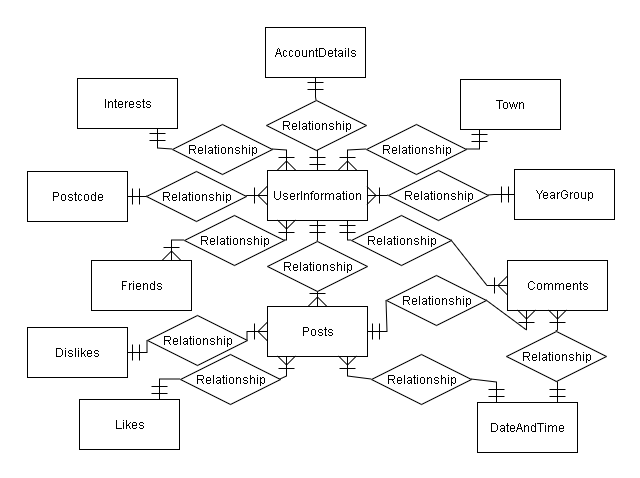 AccountDetails
Interests
Town
Relationship
Relationship
Relationship
Postcode
Relationship
UserInformation
Relationship
YearGroup
Relationship
Relationship
Relationship
Friends
Comments
Relationship
Posts
Relationship
Dislikes
Relationship
Relationship
Relationship
Likes
DateAndTime
Relationship